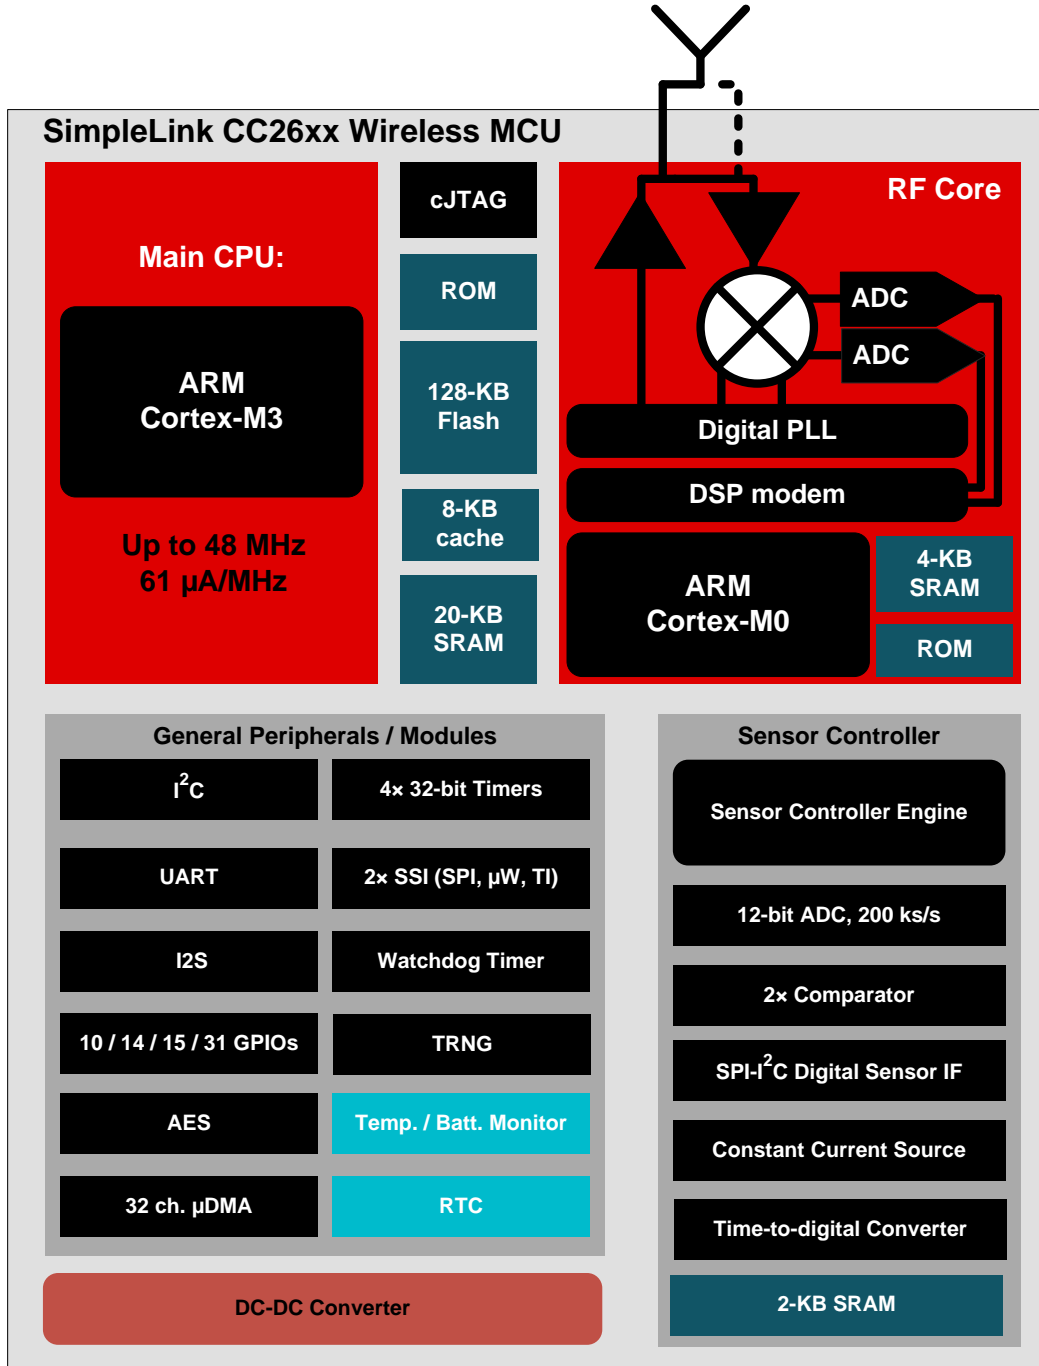 SimpleLink CC26xx Wireless MCU
Main CPU:
ARM
Cortex-M3
Up to 48 MHz
61 µA/MHz
cJTAG
ROM
128-KB
Flash
8-KB
cache
20-KB
SRAM
RF Core
ADC
ADC
Digital PLL
DSP modem
ARM
Cortex-M0
4-KB
SRAM
ROM
General Peripherals / Modules
I²C
4× 32-bit Timers
UART
2× SSI (SPI, µW, TI)
I2S
Watchdog Timer
10 / 14 / 15 / 31 GPIOs
TRNG
AES
Temp. / Batt. Monitor
32 ch. µDMA
RTC
Sensor Controller
Sensor Controller Engine
12-bit ADC, 200 ks/s
2× Comparator
SPI-I²C Digital Sensor IF
Constant Current Source
Time-to-digital Converter
2-KB SRAM
DC-DC Converter